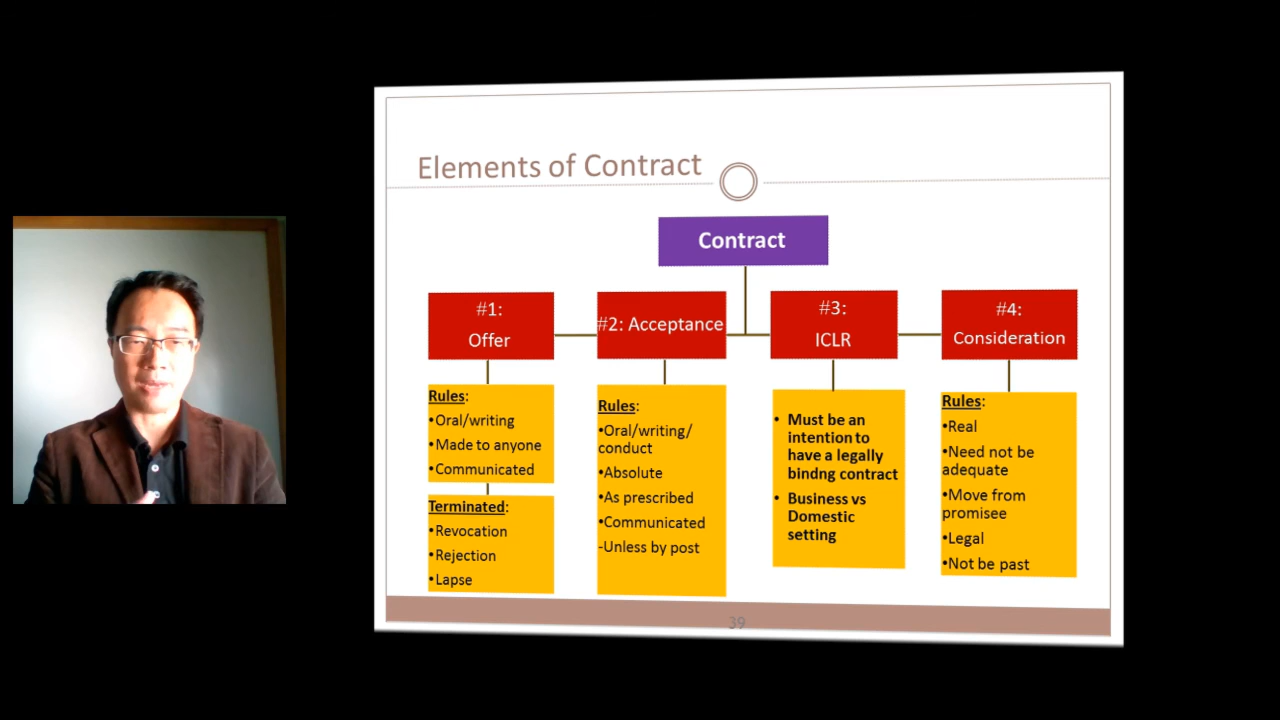 Elements of Contract
Contract
#1:
Offer
#2: Acceptance
#3:
ICLR
#4:
Consideration
Rules:
•Oral/writing
•Made to anyone
•Communicated
Terminated:
•Revocation
•Rejection
•Lapse
Rules:
•Oral/writing/
conduct
•Absolute
•As prescribed
•Communicated
-Unless by post
• Must be an
intention to
have a legally
bindng contract
• Business vs
Domestic
setting
Rules:
•Real
•Need not be
adequate
•Move from
promisee
•Legal
•Not be past
39